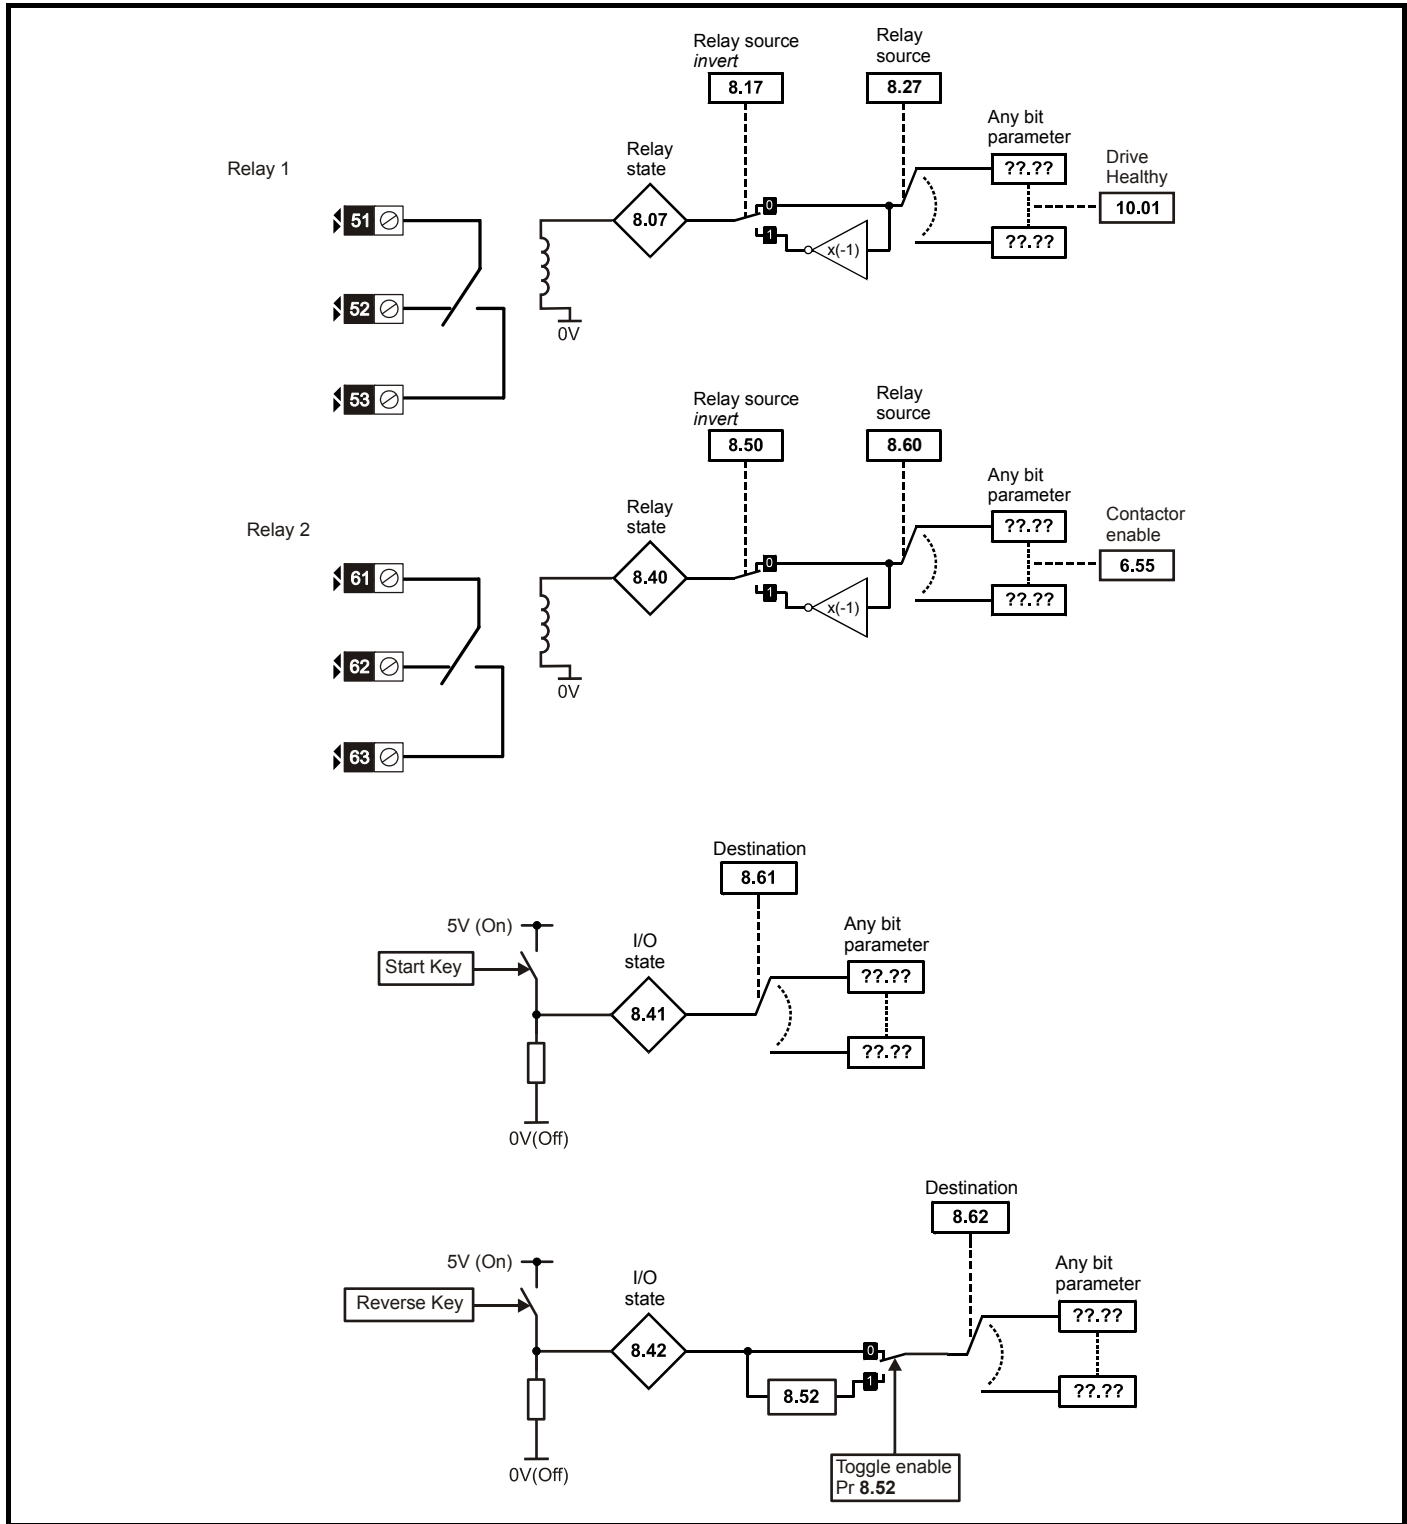 Relay source
invert
8.17
Relay
source
8.27
Any bit
parameter
??.??
??.??
Drive
Healthy
10.01
Relay 1
Relay
state
8.07
0
1
x(-1)
51
52
53
0V
Relay source
invert
8.50
Relay
source
8.60
Any bit
parameter
??.??
??.??
Contactor
enable
6.55
Relay 2
Relay
state
8.40
0
1
x(-1)
61
62
63
0V
Destination
8.61
5V (On)
Start Key
I/O
state
8.41
Any bit
parameter
??.??
??.??
0V(Off)
Destination
8.62
5V (On)
Reverse Key
I/O
state
8.42
0
1
8.52
Any bit
parameter
??.??
??.??
0V(Off)
Toggle enable
Pr 8.52